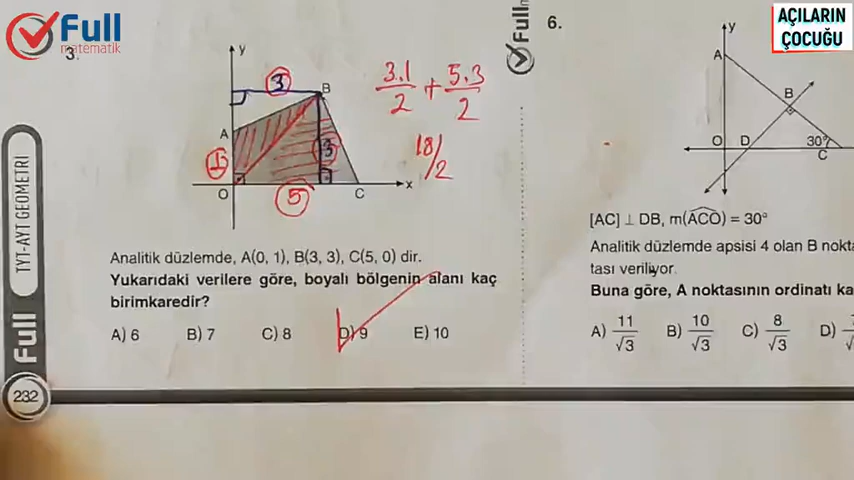 Full
matematik
AÇILARIN
ÇOCUĞU
TYT-AYT GEOMETRİ
Full
232
3.
y
3
B
A
1
3
O
5
C
x
3.1/2 + 5.3/2
18/2
Analitik düzlemde, A(0, 1), B(3, 3), C(5, 0) dir.
Yukarıdaki verilere göre, boyalı bölgenin alanı kaç
birimkaredir?
A) 6 B) 7 C) 8 D) 9 E) 10
Full
6.
y
A
B
O D 30° C
[AC] ⊥ DB, m(ACO) = 30°
Analitik düzlemde apsisi 4 olan B nokta
tası veriliyor.
Buna göre, A noktasının ordinatı ka
A) 11/√3 B) 10/√3 C) 8/√3 D)